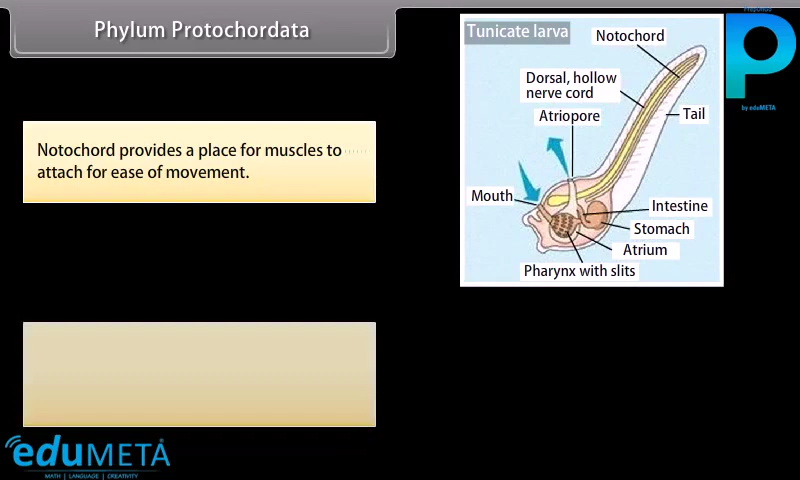 Phylum Protochordata
Notochord provides a place for muscles to
attach for ease of movement.
Tunicate larva
Notochord
Dorsal, hollow
nerve cord
Atriopore
Tail
Mouth
Intestine
Stomach
Atrium
Pharynx with slits
P
by eduMETA
eduMETA
MATH | LANGUAGE | CREATIVITY